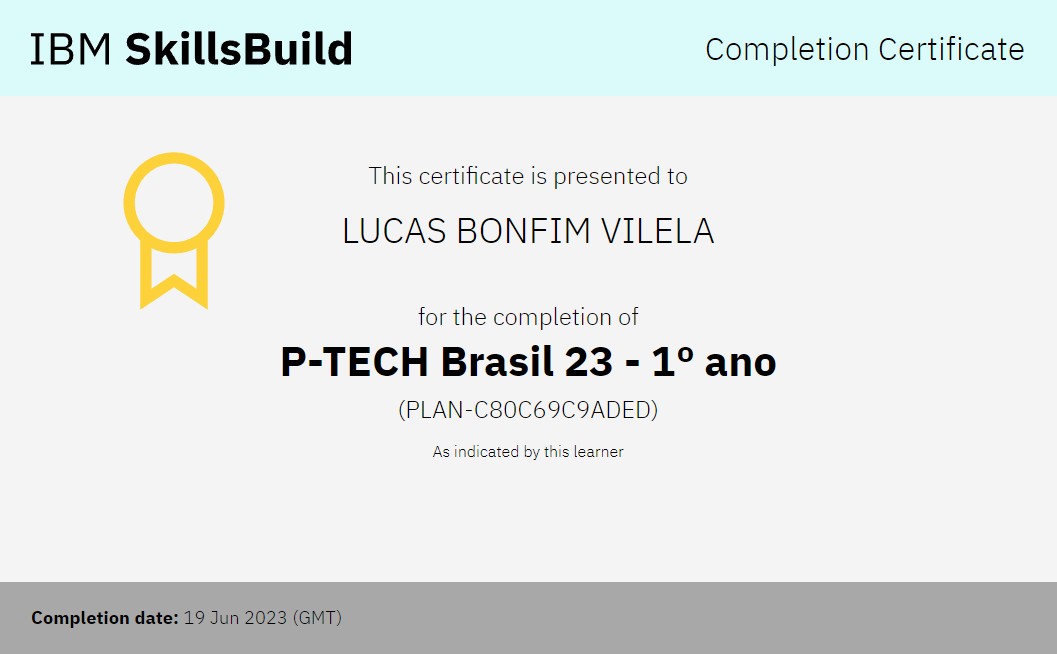 IBM SkillsBuild
Completion Certificate
This certificate is presented to
LUCAS BONFIM VILELA
for the completion of
P-TECH Brasil 23 - 1º ano
(PLAN-C80C69C9ADED)
As indicated by this learner
Completion date: 19 Jun 2023 (GMT)